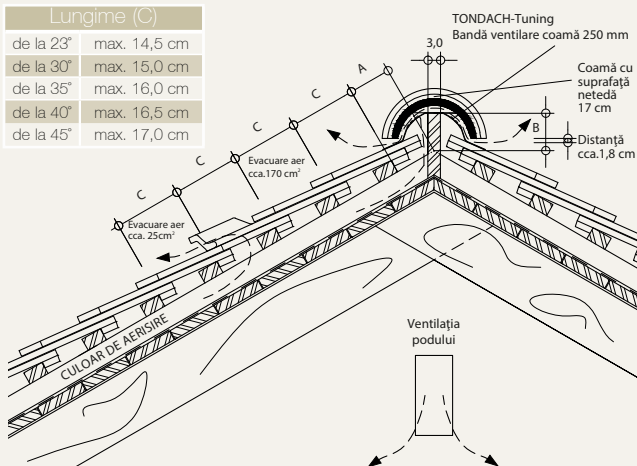 Lungime (C)
de la 23° max. 14,5 cm
de la 30° max. 15,0 cm
de la 35° max. 16,0 cm
de la 40° max. 16,5 cm
de la 45° max. 17,0 cm
TONDACH-Tuning
Bandă ventilare coamă 250 mm
3,0
Coamă cu
suprafață
netedă
17 cm
B
Distanță
cca.1,8 cm
A
C
C
C
C
Evacuare aer
cca.170 cm²
Evacuare aer
cca. 25cm²
CULOAR DE AERISIRE
Ventilația
podului